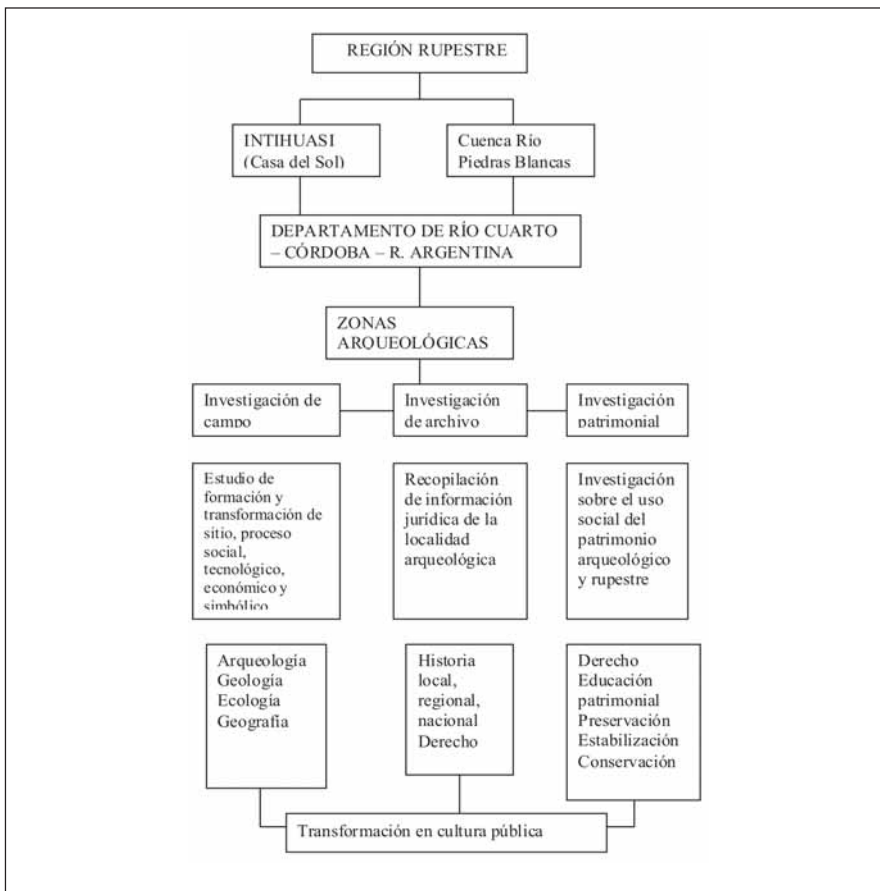 REGIÓN RUPESTRE
INTIHUASI
(Casa del Sol)
Cuenca Río
Piedras Blancas
DEPARTAMENTO DE RÍO CUARTO
– CÓRDOBA – R. ARGENTINA
ZONAS
ARQUEOLÓGICAS
Investigación de
campo
Investigación
de archivo
Investigación
patrimonial
Estudio de
formación y
transformación de
sitio, proceso
social,
tecnológico,
económico y
simbólico
Recopilación
de información
jurídica de la
localidad
arqueológica
Investigación
sobre el uso
social del
patrimonio
arqueológico
y rupestre
Arqueología
Geología
Ecología
Geografía
Historia
local,
regional,
nacional
Derecho
Derecho
Educación
patrimonial
Preservación
Estabilización
Conservación
Transformación en cultura pública